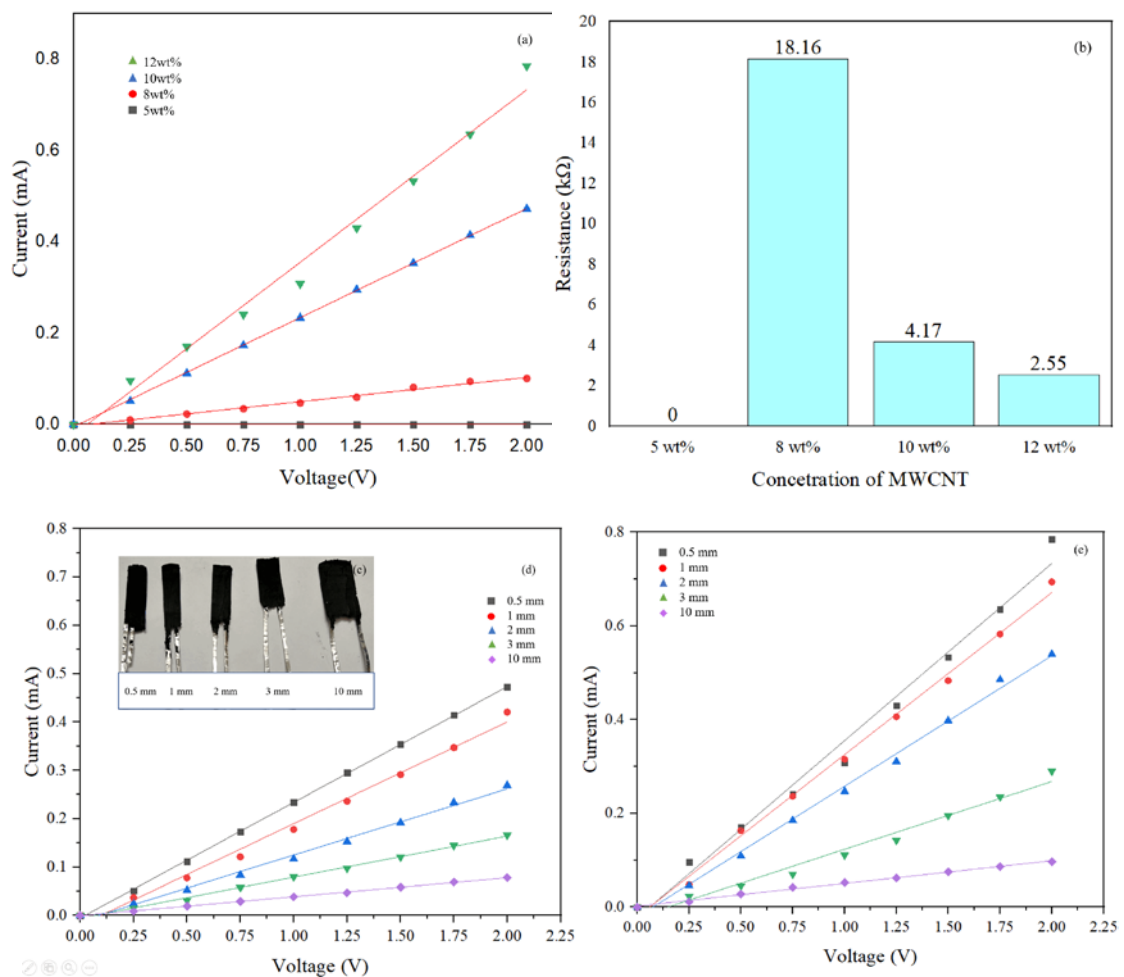 (a)
12wt%
10wt%
8wt%
5wt%
0.8
0.6
0.4
0.2
0.0
Current (mA)
0.00 0.25 0.50 0.75 1.00 1.25 1.50 1.75 2.00
Voltage(V)
(b)
20
18
16
14
12
10
8
6
4
2
0
Resistance (kΩ)
0
18.16
4.17
2.55
5 wt% 8 wt% 10 wt% 12 wt%
Concetration of MWCNT
(c)
0.5 mm 1 mm 2 mm 3 mm 10 mm
(d)
0.5 mm
1 mm
2 mm
3 mm
10 mm
0.8
0.7
0.6
0.5
0.4
0.3
0.2
0.1
0.0
Current (mA)
0.00 0.25 0.50 0.75 1.00 1.25 1.50 1.75 2.00 2.25
Voltage (V)
(e)
0.5 mm
1 mm
2 mm
3 mm
10 mm
0.8
0.6
0.4
0.2
0.0
Current (mA)
0.00 0.25 0.50 0.75 1.00 1.25 1.50 1.75 2.00 2.25
Voltage (V)